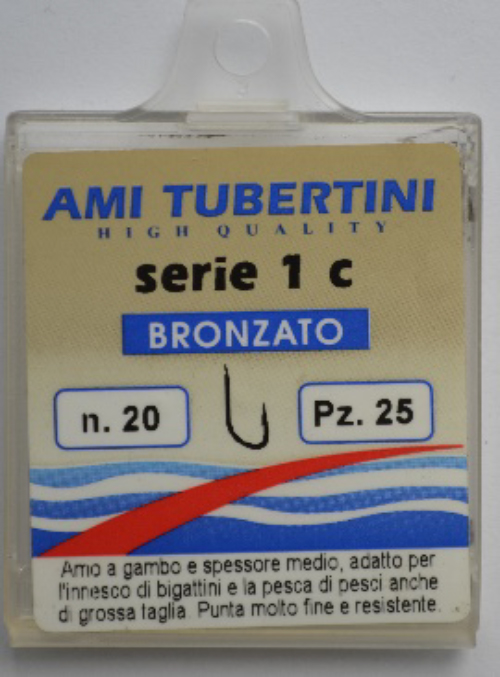 AMI TUBERTINI
HIGH QUALITY
serie 1 c
BRONZATO
n. 20
Pz. 25
Amo a gambo e spessore medio, adatto per
l'innesco di bigattini e la pesca di pesci anche
di grossa taglia. Punta molto fine e resistente.